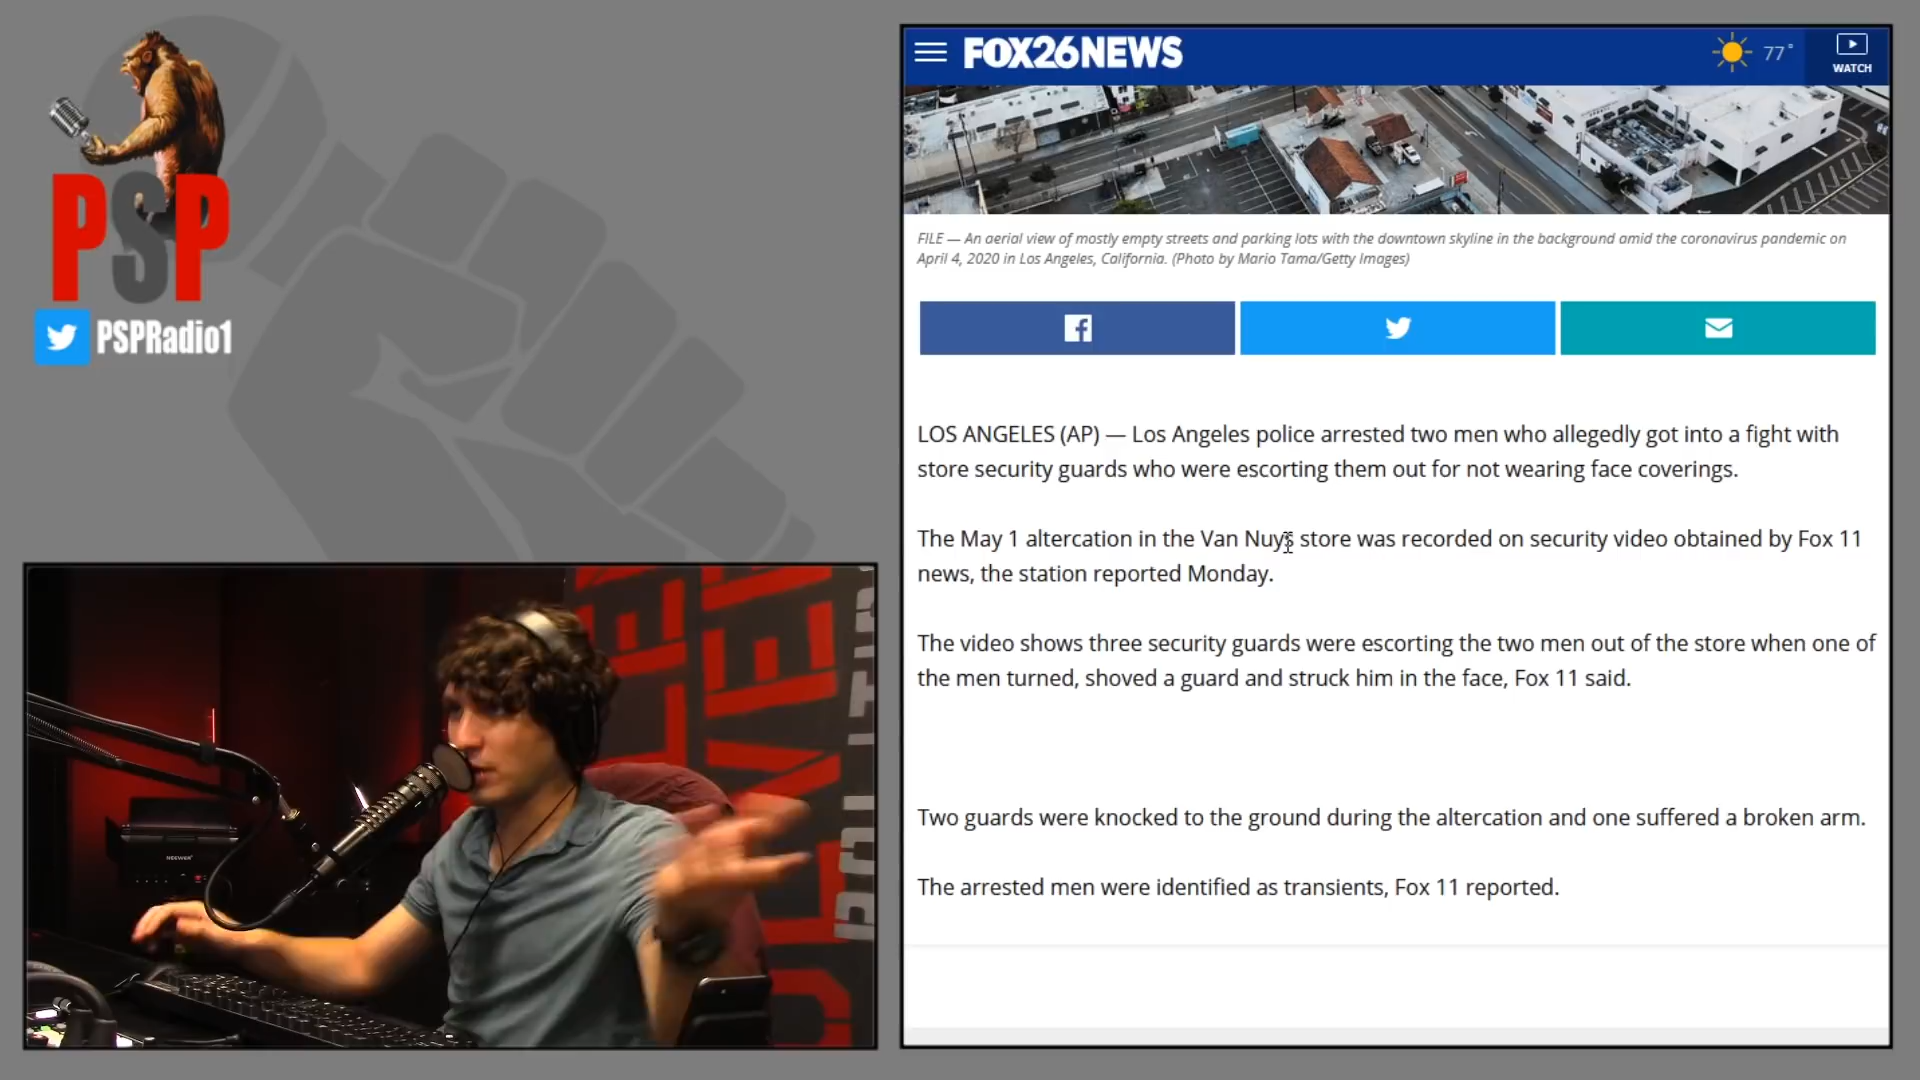 PSP
PSPRadio1
FOX26NEWS
77°
WATCH
FILE — An aerial view of mostly empty streets and parking lots with the downtown skyline in the background amid the coronavirus pandemic on
April 4, 2020 in Los Angeles, California. (Photo by Mario Tama/Getty Images)
LOS ANGELES (AP) — Los Angeles police arrested two men who allegedly got into a fight with
store security guards who were escorting them out for not wearing face coverings.
The May 1 altercation in the Van Nuys store was recorded on security video obtained by Fox 11
news, the station reported Monday.
The video shows three security guards were escorting the two men out of the store when one of
the men turned, shoved a guard and struck him in the face, Fox 11 said.
Two guards were knocked to the ground during the altercation and one suffered a broken arm.
The arrested men were identified as transients, Fox 11 reported.
NEEWER